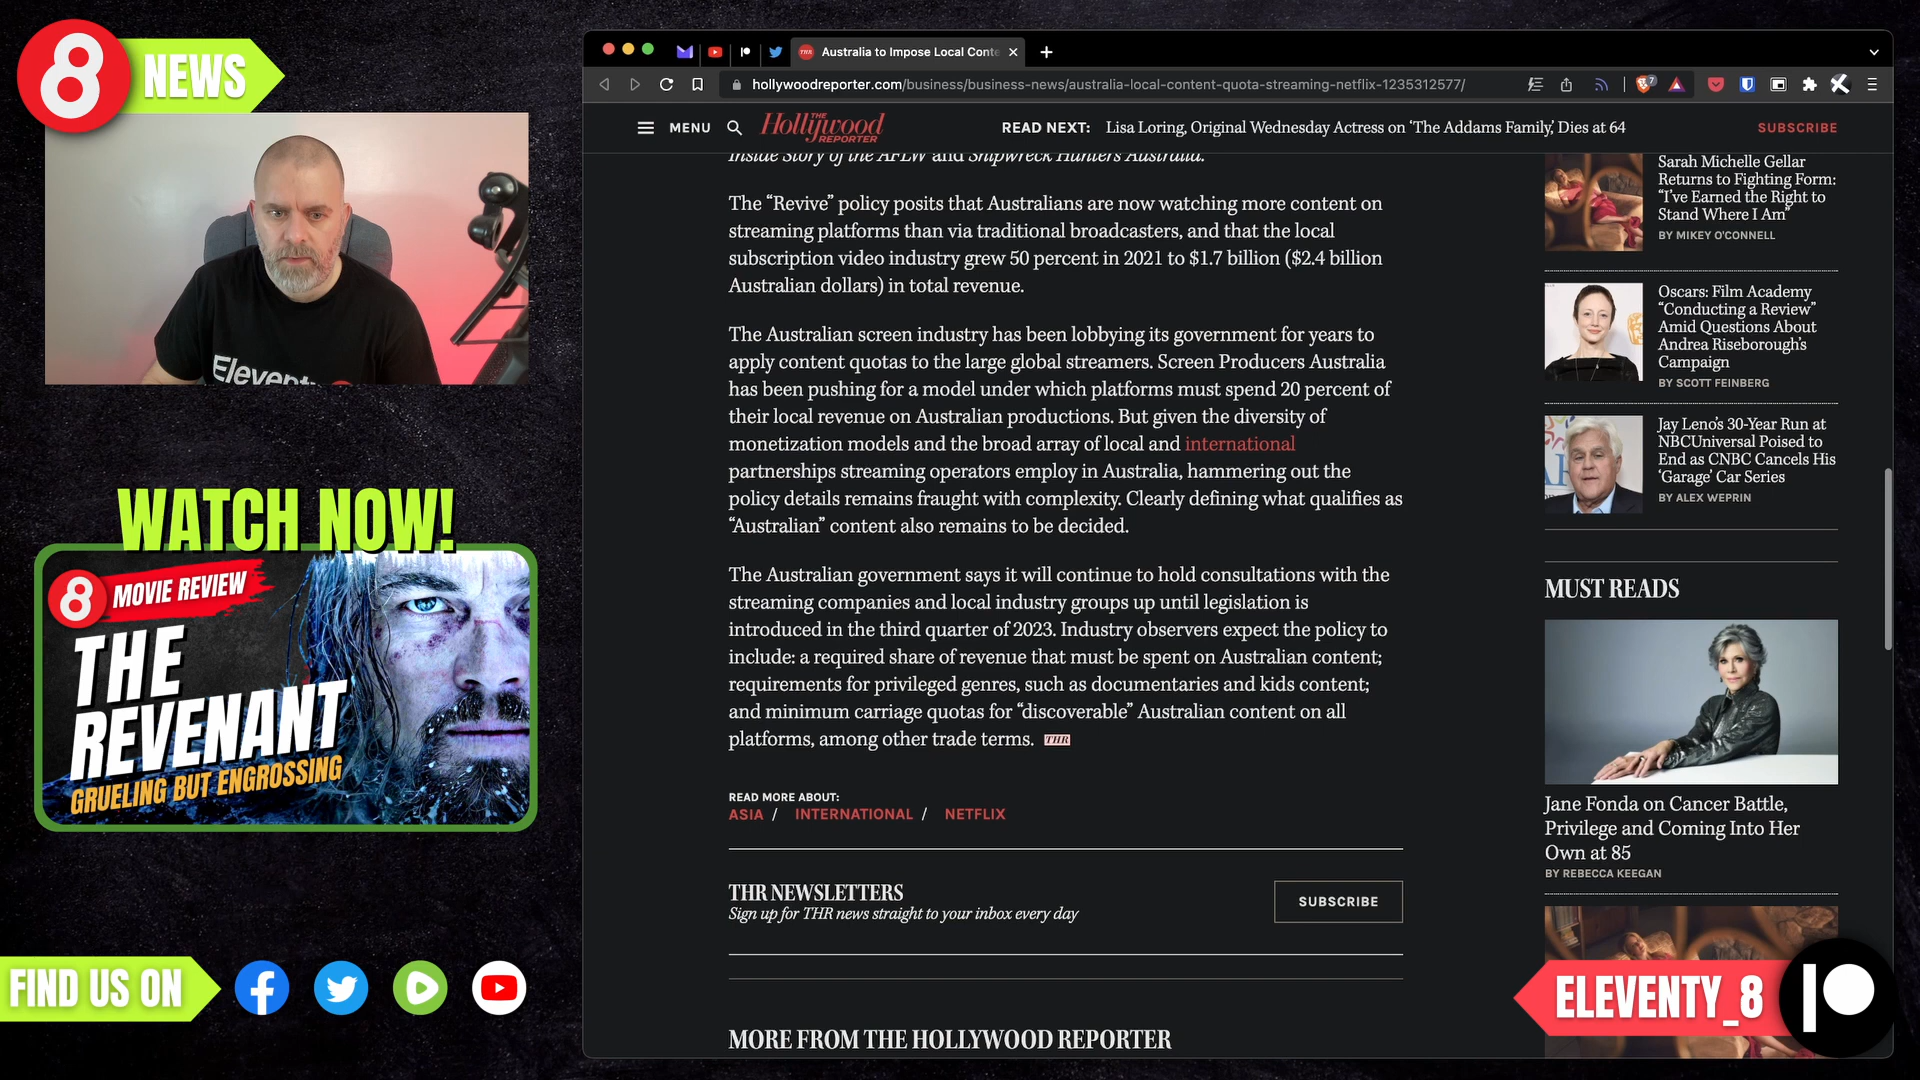 8 NEWS
Eleventy
WATCH NOW!
8 MOVIE REVIEW
THE
REVENANT
GRUELING BUT ENGROSSING
FIND US ON
Australia to Impose Local Conte
hollywoodreporter.com/business/business-news/australia-local-content-quota-streaming-netflix-1235312577/
7
MENU
THE
Hollywood
REPORTER
READ NEXT: Lisa Loring, Original Wednesday Actress on ‘The Addams Family,’ Dies at 64
SUBSCRIBE
Inside Story of the AFLW and Shipwreck Hunters Australia.
The “Revive” policy posits that Australians are now watching more content on
streaming platforms than via traditional broadcasters, and that the local
subscription video industry grew 50 percent in 2021 to $1.7 billion ($2.4 billion
Australian dollars) in total revenue.
The Australian screen industry has been lobbying its government for years to
apply content quotas to the large global streamers. Screen Producers Australia
has been pushing for a model under which platforms must spend 20 percent of
their local revenue on Australian productions. But given the diversity of
monetization models and the broad array of local and international
partnerships streaming operators employ in Australia, hammering out the
policy details remains fraught with complexity. Clearly defining what qualifies as
“Australian” content also remains to be decided.
The Australian government says it will continue to hold consultations with the
streaming companies and local industry groups up until legislation is
introduced in the third quarter of 2023. Industry observers expect the policy to
include: a required share of revenue that must be spent on Australian content;
requirements for privileged genres, such as documentaries and kids content;
and minimum carriage quotas for “discoverable” Australian content on all
platforms, among other trade terms. THR
READ MORE ABOUT:
ASIA / INTERNATIONAL / NETFLIX
THR NEWSLETTERS
Sign up for THR news straight to your inbox every day
SUBSCRIBE
MORE FROM THE HOLLYWOOD REPORTER
Sarah Michelle Gellar
Returns to Fighting Form:
“I’ve Earned the Right to
Stand Where I Am”
BY MIKEY O'CONNELL
Oscars: Film Academy
“Conducting a Review”
Amid Questions About
Andrea Riseborough’s
Campaign
BY SCOTT FEINBERG
Jay Leno’s 30-Year Run at
NBCUniversal Poised to
End as CNBC Cancels His
‘Garage’ Car Series
BY ALEX WEPRIN
MUST READS
Jane Fonda on Cancer Battle,
Privilege and Coming Into Her
Own at 85
BY REBECCA KEEGAN
ELEVENTY_8